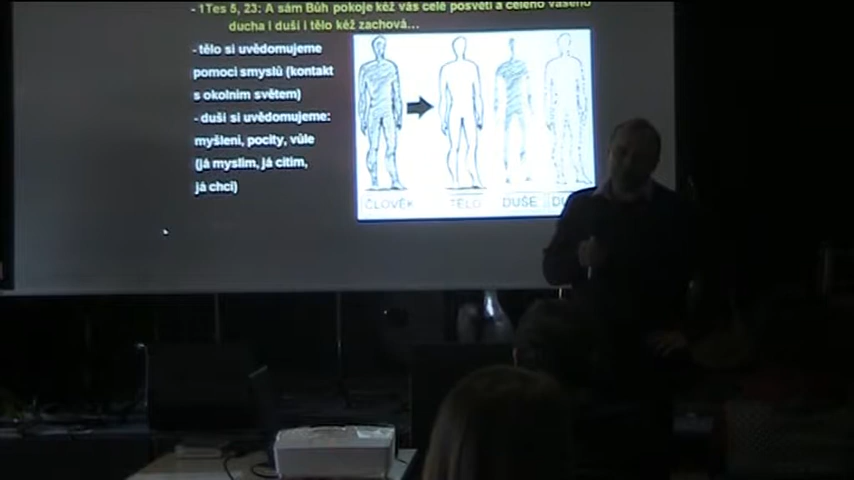 - 1Tes 5, 23: A sám Bůh pokoje kéž vás celé posvětí a celého vašeho
ducha i duši i tělo kéž zachová...
- tělo si uvědomujeme
pomocí smyslů (kontakt
s okolním světem)
- duši si uvědomujeme:
myšlení, pocity, vůle
(já myslím, já cítím,
já chci)
ČLOVĚK TĚLO DUŠE DU